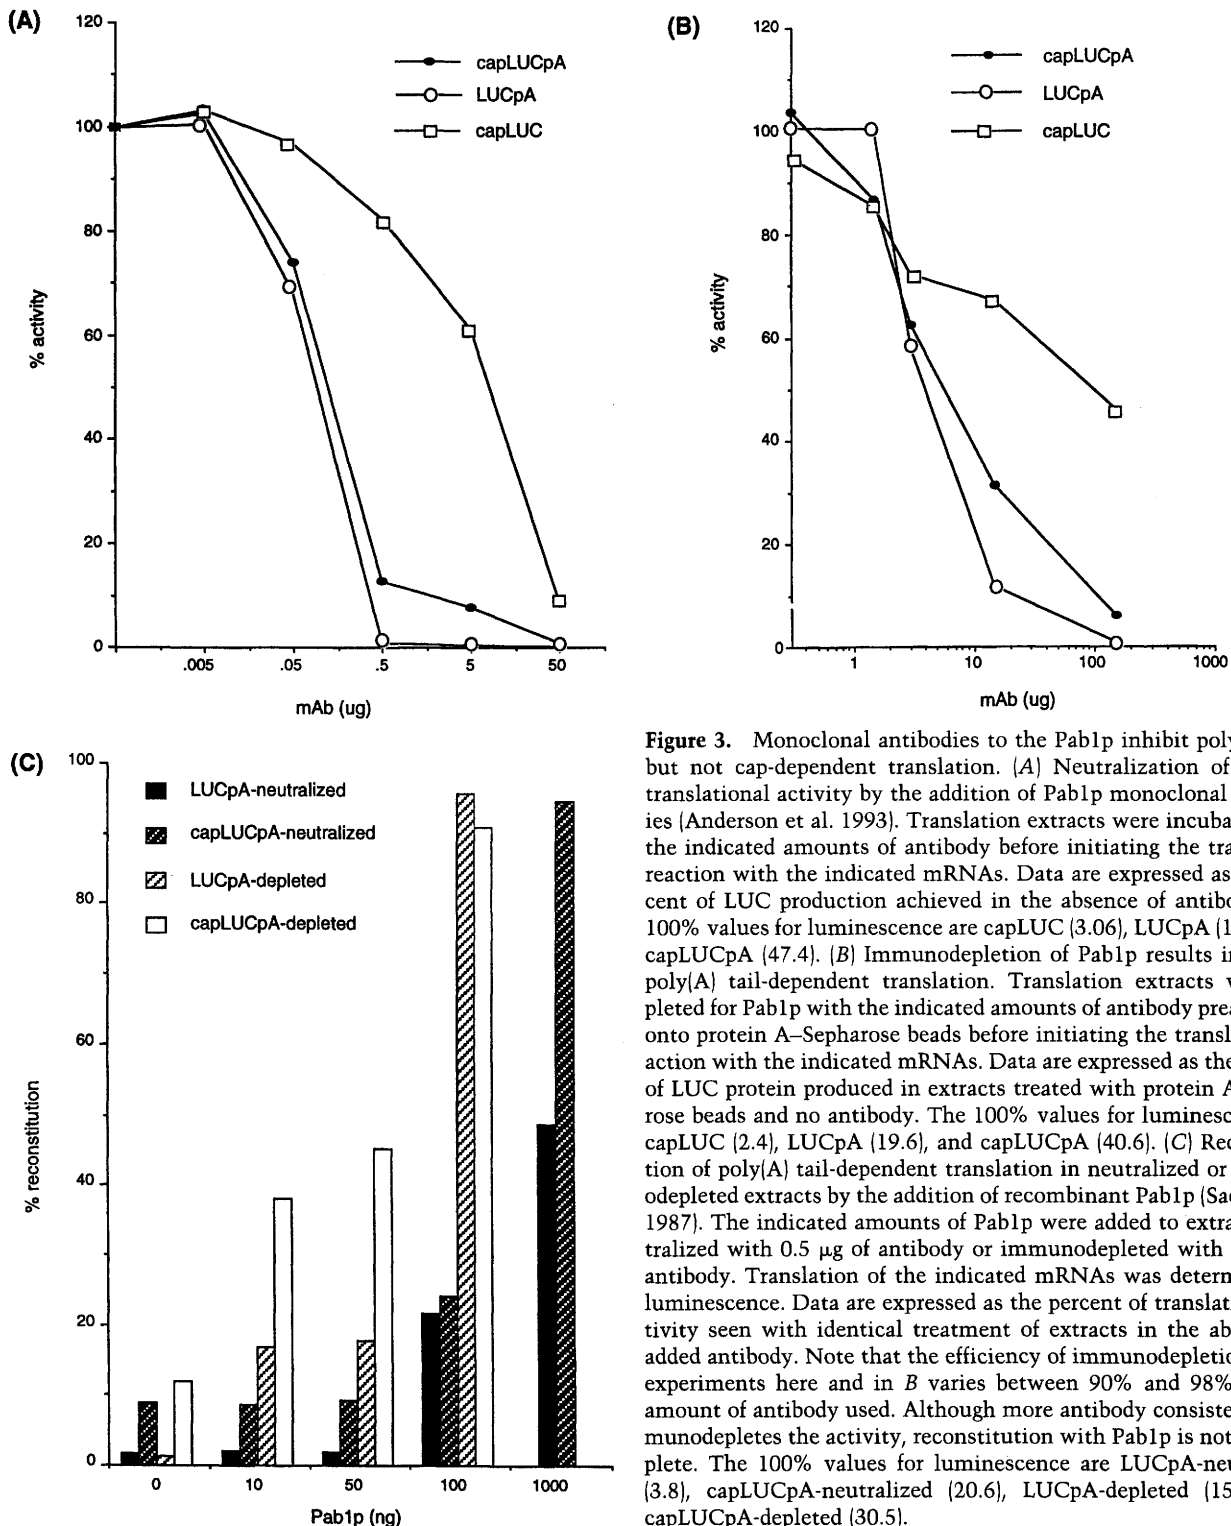 (A)
120
100
80
60
40
20
0
% activity
capLUCpA
LUCpA
capLUC
.005 .05 .5 5 50
mAb (ug)
(B)
120
100
80
60
40
20
0
% activity
capLUCpA
LUCpA
capLUC
1 10 100 1000
mAb (ug)
(C)
100
80
60
40
20
0
% reconstitution
LUCpA-neutralized
capLUCpA-neutralized
LUCpA-depleted
capLUCpA-depleted
0 10 50 100 1000
Pab1p (ng)
Figure 3. Monoclonal antibodies to the Pab1p inhibit poly
but not cap-dependent translation. (A) Neutralization of
translational activity by the addition of Pab1p monoclonal
ies (Anderson et al. 1993). Translation extracts were incuba
the indicated amounts of antibody before initiating the tra
reaction with the indicated mRNAs. Data are expressed as
cent of LUC production achieved in the absence of antibo
100% values for luminescence are capLUC (3.06), LUCpA (1
capLUCpA (47.4). (B) Immunodepletion of Pab1p results i
poly(A) tail-dependent translation. Translation extracts w
pleted for Pab1p with the indicated amounts of antibody prea
onto protein A–Sepharose beads before initiating the transl
action with the indicated mRNAs. Data are expressed as the
of LUC protein produced in extracts treated with protein A
rose beads and no antibody. The 100% values for luminesc
capLUC (2.4), LUCpA (19.6), and capLUCpA (40.6). (C) Rec
tion of poly(A) tail-dependent translation in neutralized or
odepleted extracts by the addition of recombinant Pab1p (Sac
1987). The indicated amounts of Pab1p were added to extra
tralized with 0.5 μg of antibody or immunodepleted with
antibody. Translation of the indicated mRNAs was determ
luminescence. Data are expressed as the percent of translati
tivity seen with identical treatment of extracts in the ab
added antibody. Note that the efficiency of immunodepletio
experiments here and in B varies between 90% and 98%
amount of antibody used. Although more antibody consiste
munodepletes the activity, reconstitution with Pab1p is not
plete. The 100% values for luminescence are LUCpA-neu
(3.8), capLUCpA-neutralized (20.6), LUCpA-depleted (15
capLUCpA-depleted (30.5).